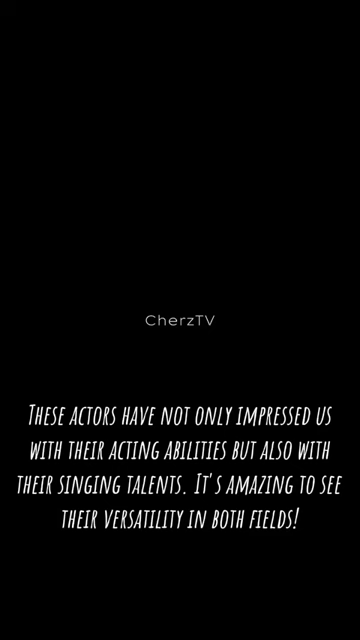 CherzTV
These actors have not only impressed us
with their acting abilities but also with
their singing talents. It's amazing to see
their versatility in both fields!